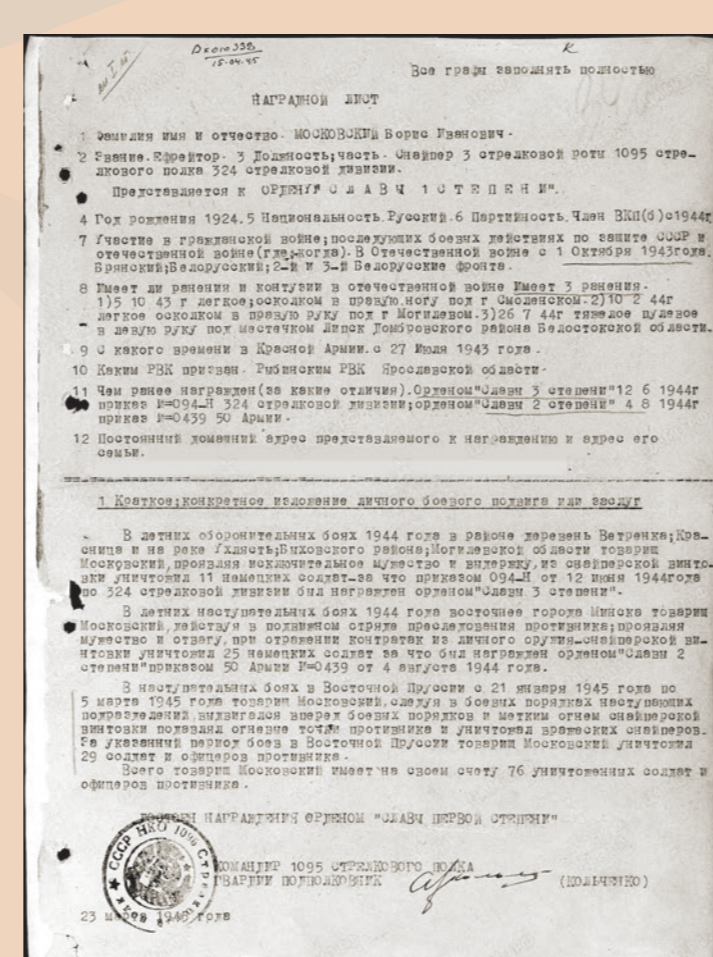 15-04-45
К
Все графы заполнять полностью
НАГРАДНОЙ ЛИСТ
1 Фамилия имя и отчество. МОСКОВСКИЙ Борис Иванович.
2 Звание.Ефрейтор. 3 Должность;часть. Снайпер 3 стрелковой роты 1095 стре-
лкового полка 324 стрелковой дивизии.
Представляется к ОРДЕНУ" С Л А В Ы 1 С Т Е П Е Н И".
4 Год рождения 1924.5 Национальность.Русский.6 Партийность.Член ВКП(б)с1944г
7 Участие в гражданской войне;последующих боевых действиях по защите СССР и
отечественной войне(где;когда).В Отечественной войне с 1 Октября 1943года.
Брянский;Белорусский;2-й и 3-й Белорусские фронта.
8 Имеет ли ранения и контузии в отечественной войне Имеет 3 ранения.
1)5 10 43 г легкое;осколком в правую.ногу под г Смоленском.2)10 2 44г
легкое осколком в правую руку под г Могилевом.3)26 7 44г тяжелое пулевое
в левую руку под местечком Липск Домбровского района Белостокской области.
9 С какого времени в Красной Армии.с 27 Июля 1943 года.
10 Каким РВК призван. Рыбинским РВК Ярославской области.
11 Чем ранее награжден(за какие отличия).Орденом"Славы 3 степени"12 6 1944г
приказ №=094-Н 324 стрелковой дивизии;орденом"Славы 2 степени" 4 8 1944г
приказ №=0439 50 Армии.
12 Постоянный домашний адрес представляемого к награждению и адрес его
семьи.
1 Краткое;конкретное изложение личного боевого подвига или заслуг
В летних оборонительных боях 1944 года в районе деревень Ветренка;Кра-
сница и на реке Ухлясть;Быховского района;Могилевской области товарищ
Московский,проявляя исключительное мужество и выдержку,из снайперской винто-
вки уничтожил 11 немецких солдат-за что приказом 094-Н от 12 июня 1944года
по 324 стрелковой дивизии был награжден орденом"Славы 3 степени".
В летних наступательных боях 1944 года восточнее города Минска товарищ
Московский,действуя в подвижном отряде преследования противника;проявляя
мужество и отвагу,при отражении контратак из личного оружия-снайперской ви-
нтовки уничтожил 25 немецких солдат за что был награжден орденом"Славы 2
степени"приказом 50 Армии №=0439 от 4 августа 1944 года.
В наступательных боях в Восточной Пруссии с 21 января 1945 года по
5 марта 1945 года товарищ Московский,следуя в боевых порядках наступающих
подразделений,выдвигался вперед боевых порядков и метким огнем снайперской
винтовки подавлял огневые точки противника и уничтожал вражеских снайперов.
За указанный период боев в Восточной Пруссии товарищ Московский уничтожил
29 солдат и офицеров противника.
Всего товарищ Московский имеет на своем счету 76 уничтоженных солдат и
офицеров противника.
ДОСТОЕН НАГРАЖДЕНИЯ ОРДЕНОМ "СЛАВЫ ПЕРВОЙ СТЕПЕНИ"
КОМАНДИР 1095 СТРЕЛКОВОГО ПОЛКА
ГВАРДИИ ПОДПОЛКОВНИК (КОЛЬЧЕНКО)
СССР НКО
23 марта 1945 года